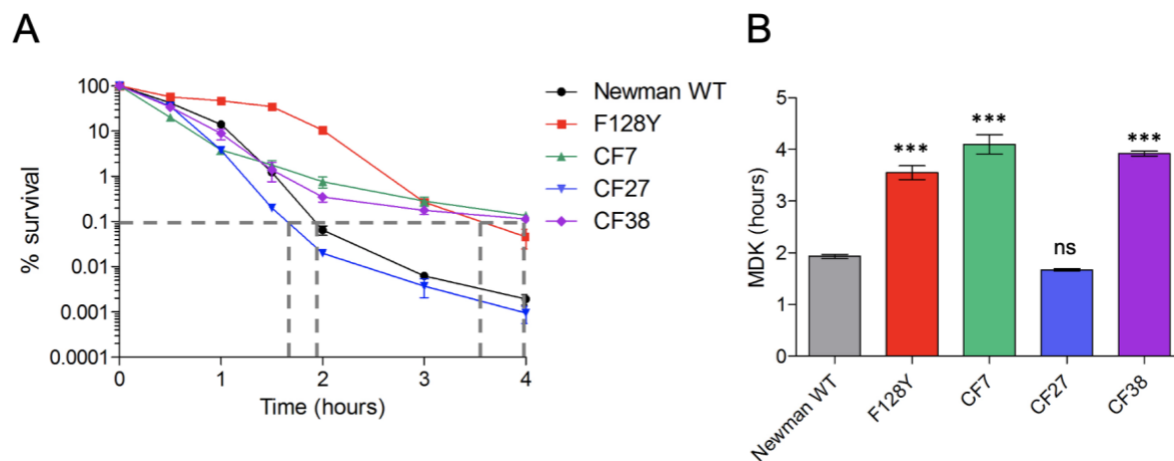 A
% survival
100
10
1
0.1
0.01
0.001
0.0001
0
1
2
3
4
Time (hours)
Newman WT
F128Y
CF7
CF27
CF38
B
MDK (hours)
5
4
3
2
1
0
***
***
ns
***
Newman WT
F128Y
CF7
CF27
CF38